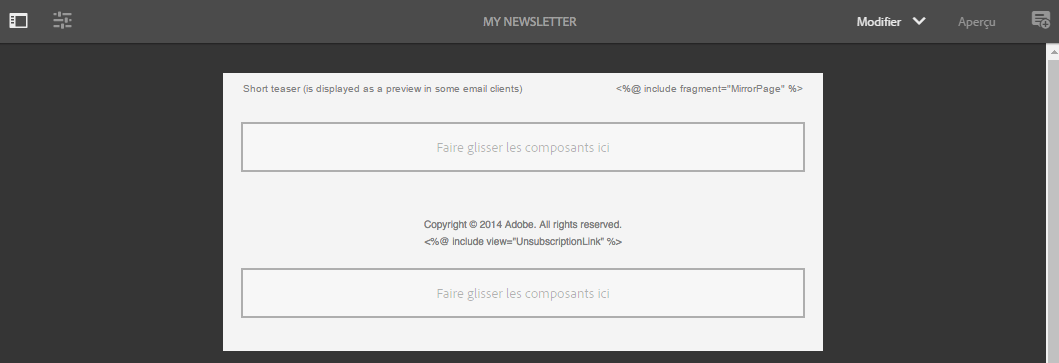 MY NEWSLETTER
Modifier
Aperçu
Short teaser (is displayed as a preview in some email clients)
<%@ include fragment="MirrorPage" %>
Faire glisser les composants ici
Copyright © 2014 Adobe. All rights reserved.
<%@ include view="UnsubscriptionLink" %>
Faire glisser les composants ici